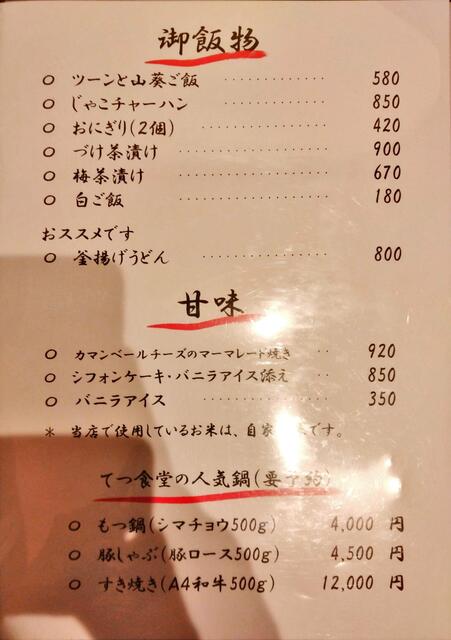 御飯物
○ ツーンと山葵ご飯 ‥‥‥‥‥‥ 580
○ じゃこチャーハン ‥‥‥‥‥‥ 850
○ おにぎり(2個) ‥‥‥‥‥‥ 420
○ づけ茶漬け ‥‥‥‥‥‥ 900
○ 梅茶漬け ‥‥‥‥‥‥ 670
○ 白ご飯 ‥‥‥‥‥‥ 180
おススメです
○ 釜揚げうどん ‥‥‥‥‥‥ 800
甘味
○ カマンベールチーズのマーマレード焼き ‥ 920
○ シフォンケーキ・バニラアイス添え ‥ 850
○ バニラアイス ‥‥‥‥‥‥ 350
＊ 当店で使用しているお米は、自家 です。
てつ食堂の人気鍋(要予約)
○ もつ鍋(シマチョウ500g) 4,000 円
○ 豚しゃぶ(豚ロース500g) 4,500 円
○ すき焼き(A4和牛500g) 12,000 円